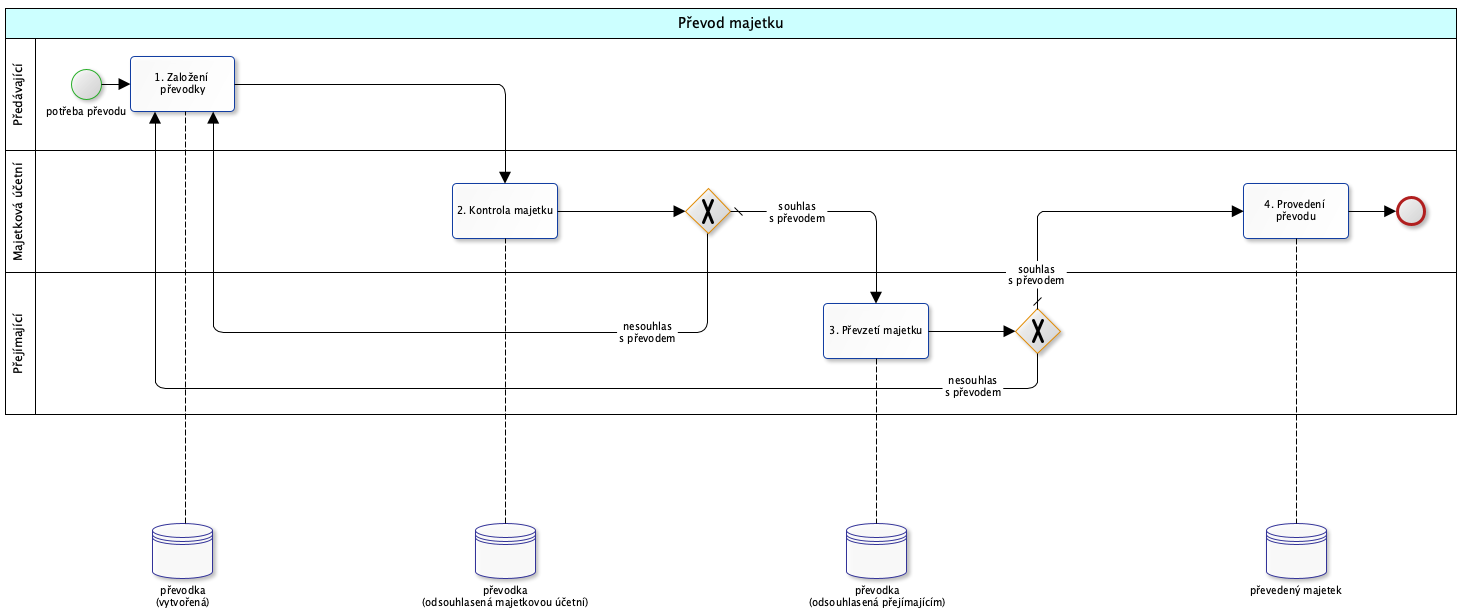 Převod majetku
Předávající
potřeba převodu
1. Založení
převodky
Majetková účetní
2. Kontrola majetku
souhlas
s převodem
4. Provedení
převodu
Přejímající
nesouhlas
s převodem
3. Převzetí majetku
souhlas
s převodem
nesouhlas
s převodem
převodka
(vytvořená)
převodka
(odsouhlasená majetkovou účetní)
převodka
(odsouhlasená přejímajícím)
převedený majetek